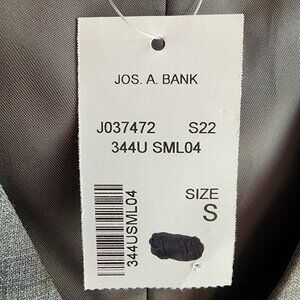 JOS. A. BANK
J037472 S22
344U SML04
SIZE
S
344USML04